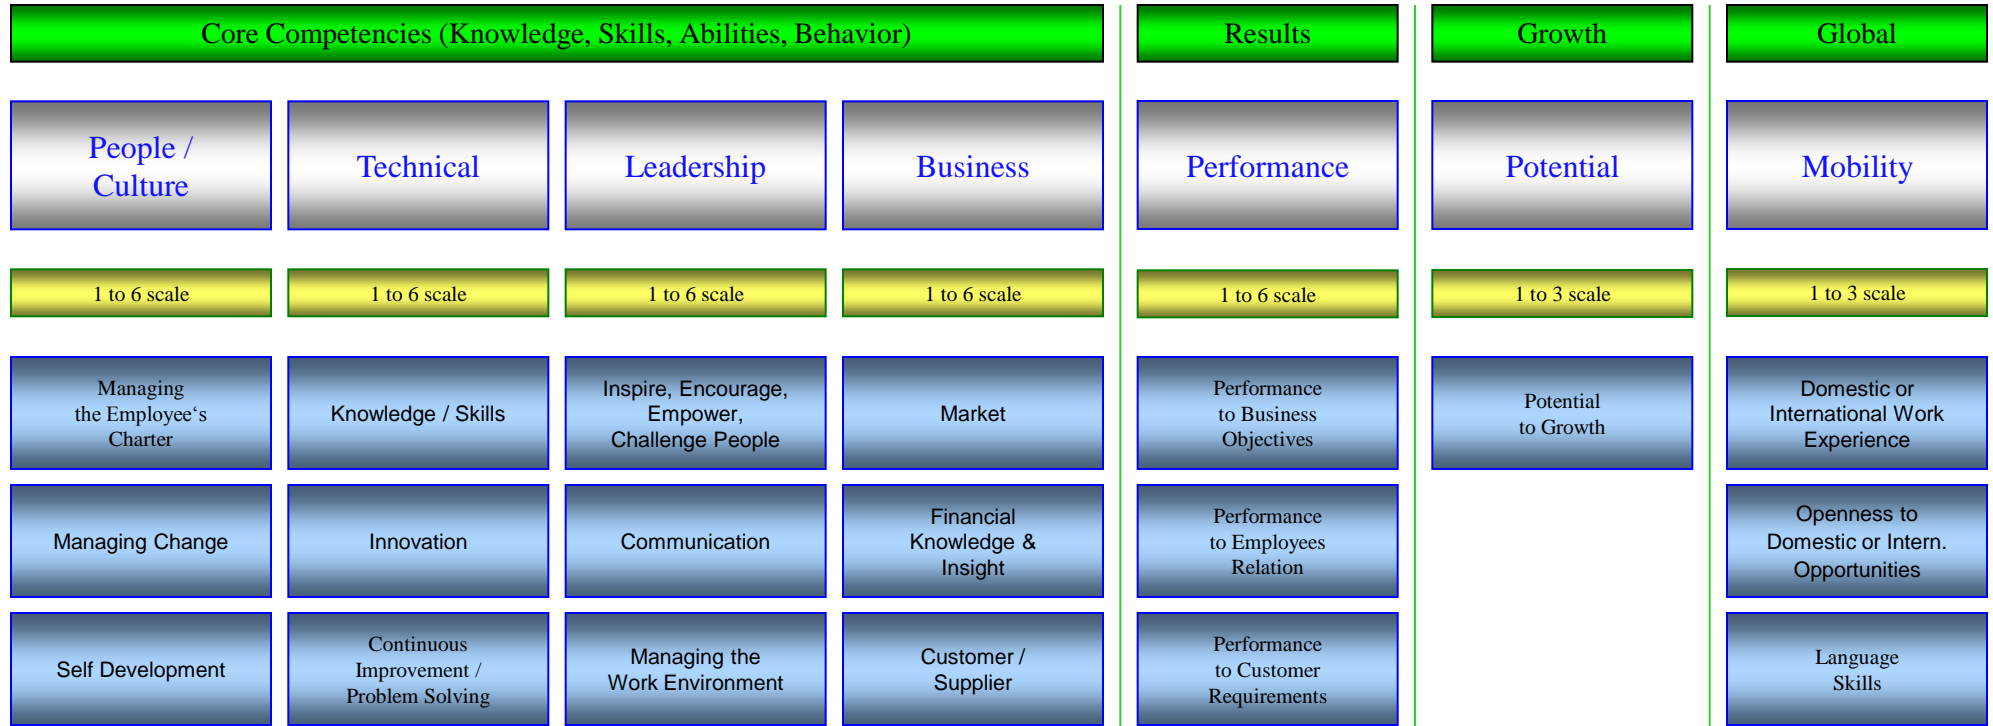 Core Competencies (Knowledge, Skills, Abilities, Behavior)
Results
Growth
Global
People /
Culture
Technical
Leadership
Business
Performance
Potential
Mobility
1 to 6 scale
1 to 6 scale
1 to 6 scale
1 to 6 scale
1 to 6 scale
1 to 3 scale
1 to 3 scale
Managing
the Employee‘s
Charter
Knowledge / Skills
Inspire, Encourage,
Empower,
Challenge People
Market
Performance
to Business
Objectives
Potential
to Growth
Domestic or
International Work
Experience
Managing Change
Innovation
Communication
Financial
Knowledge &
Insight
Performance
to Employees
Relation
Openness to
Domestic or Intern.
Opportunities
Self Development
Continuous
Improvement /
Problem Solving
Managing the
Work Environment
Customer /
Supplier
Performance
to Customer
Requirements
Language
Skills